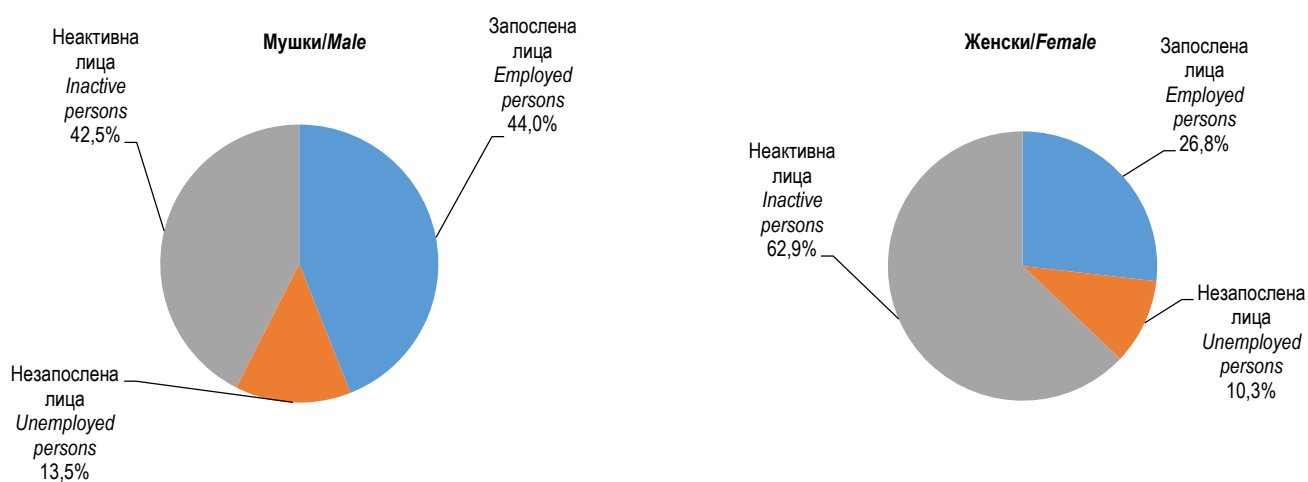 Мушки/Male
Неактивна
лица
Inactive
persons
42,5%
Запослена
лица
Employed
persons
44,0%
Незапослена
лица
Unemployed
persons
13,5%
Женски/Female
Запослена
лица
Employed
persons
26,8%
Неактивна
лица
Inactive
persons
62,9%
Незапослена
лица
Unemployed
persons
10,3%